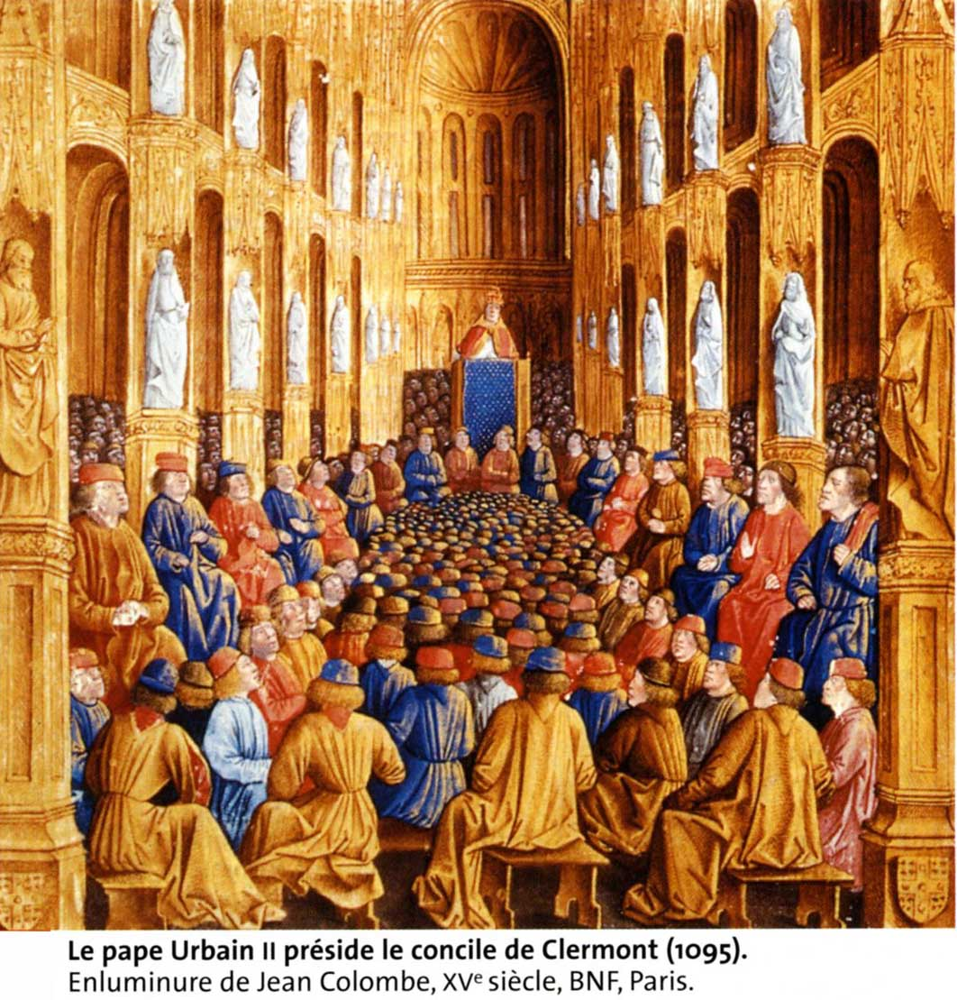 Le pape Urbain II préside le concile de Clermont (1095).
Enluminure de Jean Colombe, XVe siècle, BNF, Paris.